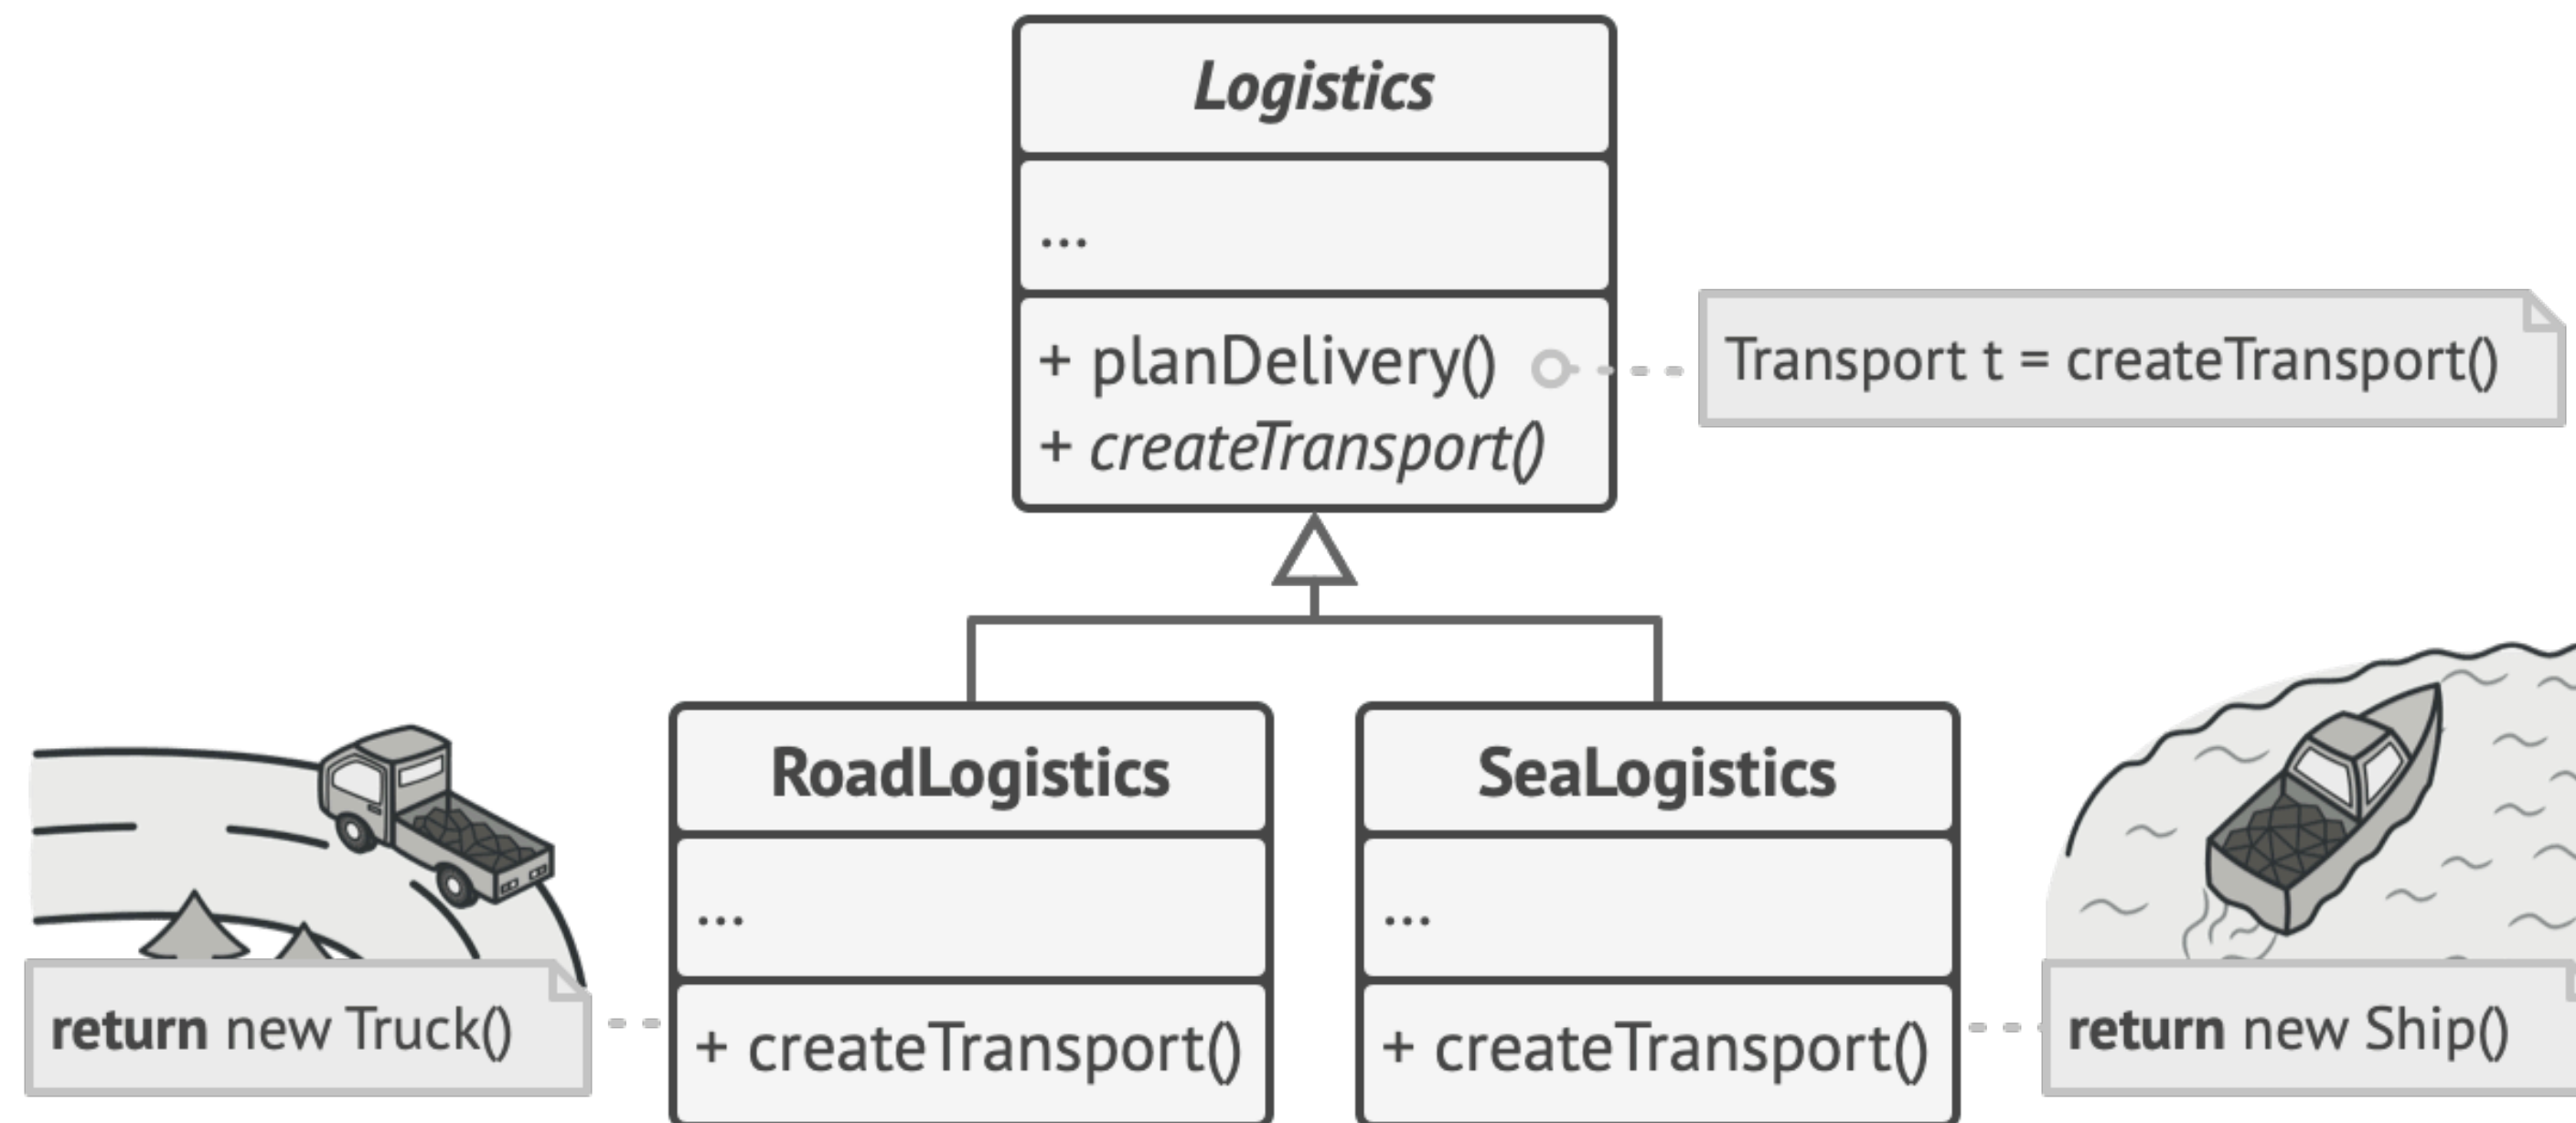 Logistics
...
+ planDelivery()
+ createTransport()
Transport t = createTransport()
RoadLogistics
...
+ createTransport()
return new Truck()
SeaLogistics
...
+ createTransport()
return new Ship()